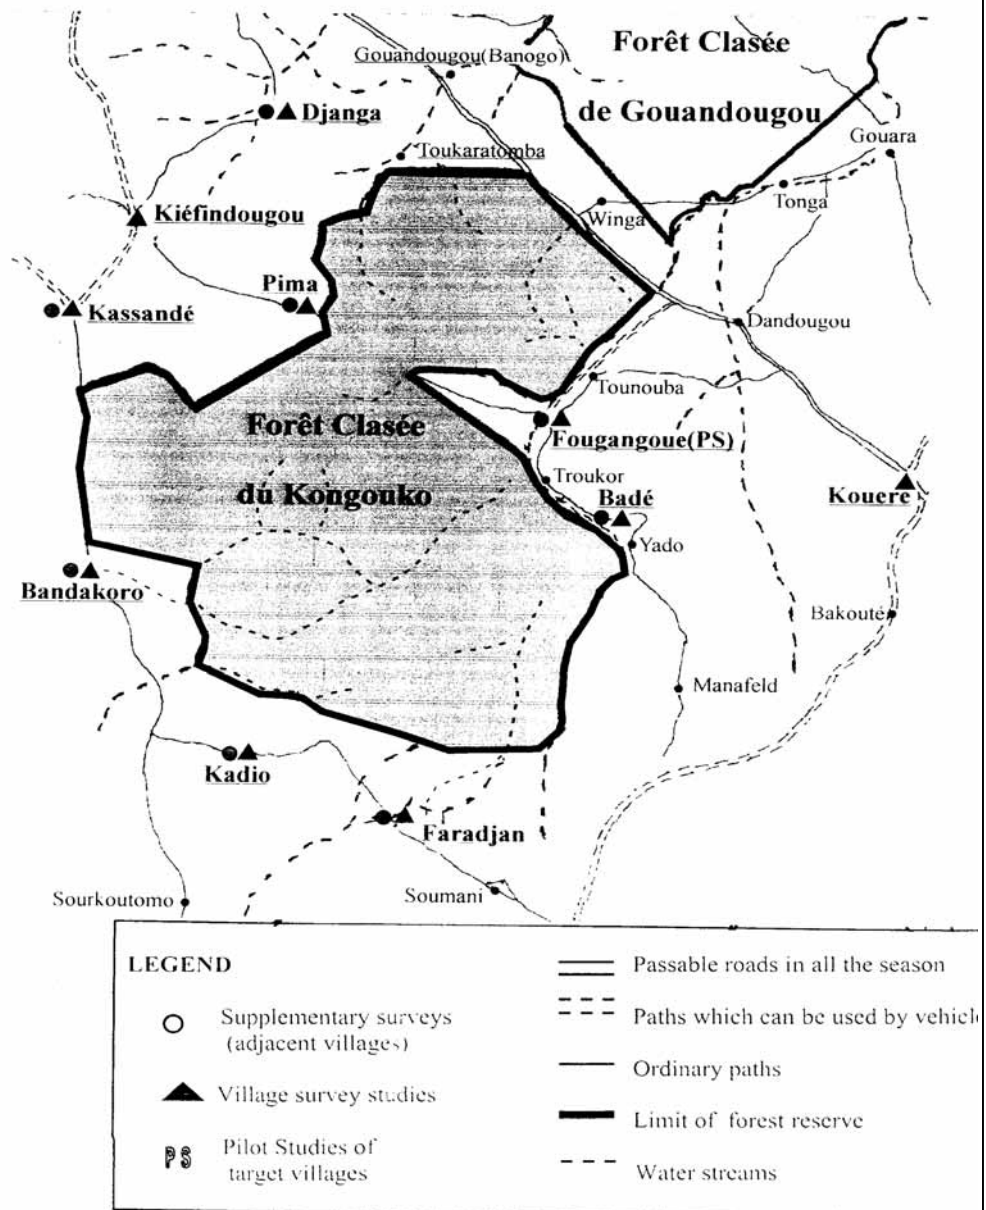 Forêt Clasée
de Gouandougou
Gouandougou(Banogo)
Djanga
Toukaratomba
Gouara
Tonga
Winga
Kiéfindougou
Pima
Kassandé
Dandougou
Tounouba
Forêt Clasée
dú Kongouko
Fougangoue(PS)
Troukor
Badé
Kouere
Yado
Bandakoro
Bakouté
Manafeld
Kadio
Faradjan
Soumani
Sourkoutomo
LEGEND
Supplementary surveys
(adjacent villages)
Village survey studies
PS Pilot Studies of
target villages
Passable roads in all the season
Paths which can be used by vehicle
Ordinary paths
Limit of forest reserve
Water streams